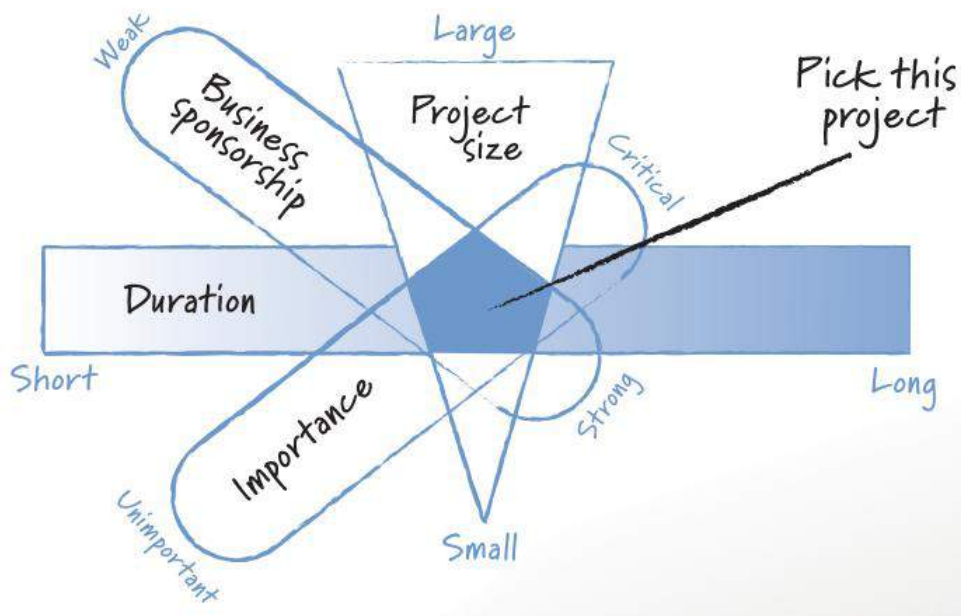 Weak
Large
Business
sponsorship
Project
size
Pick this
project
Critical
Duration
Short
Long
Importance
Strong
Unimportant
Small